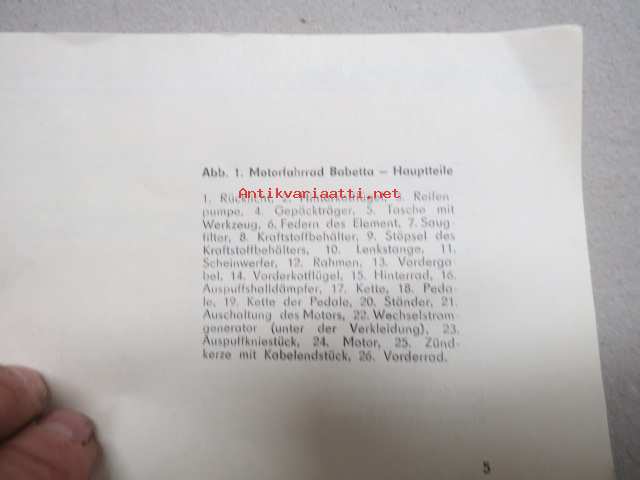 Abb. 1. Motorfahrrad Babetta – Hauptteile
Antikvariaatti.net
1. Rücklicht, 2. Hinterkotflügel, 3. Reifen-
pumpe, 4. Gepäckträger, 5. Tasche mit
Werkzeug, 6. Federn des Element, 7. Saug-
filter, 8. Kraftstoffbehälter, 9. Stöpsel des
Kraftstoffbehälters, 10. Lenkstange, 11.
Scheinwerfer, 12. Rahmen, 13. Vorderga-
bel, 14. Vorderkotflügel, 15. Hinterrad, 16.
Auspuffshalldämpfer, 17. Kette, 18. Peda-
le, 19. Kette der Pedale, 20. Ständer, 21.
Auschaltung des Motors, 22. Wechselstrom-
generator (unter der Verkleidung), 23.
Auspuffkniestück, 24. Motor, 25. Zünd-
kerze mit Kabelendstück, 26. Vorderrad.
5